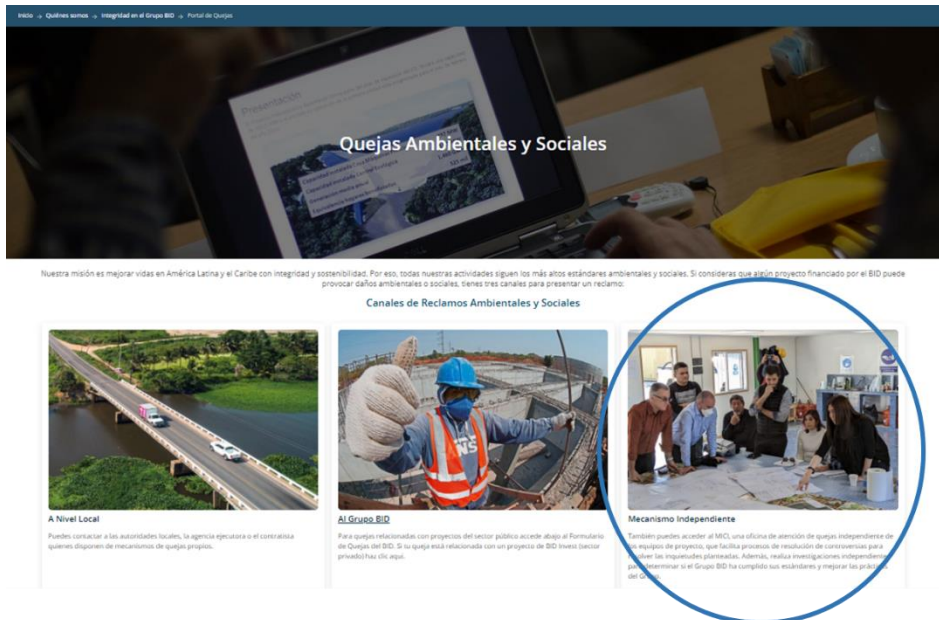 Inicio → Quiénes somos → Integridad en el Grupo BID → Portal de Quejas
Presentación
Quejas Ambientales y Sociales
Nuestra misión es mejorar vidas en América Latina y el Caribe con integridad y sostenibilidad. Por eso, todas nuestras actividades siguen los más altos estándares ambientales y sociales. Si consideras que algún proyecto financiado por el BID puede
provocar daños ambientales o sociales, tienes tres canales para presentar un reclamo:
Canales de Reclamos Ambientales y Sociales
A Nivel Local
Puedes contactar a las autoridades locales, la agencia ejecutora o el contratista
quienes disponen de mecanismos de quejas propios.
Al Grupo BID
Para quejas relacionadas con proyectos del sector público accede abajo al Formulario
de Quejas del BID. Si su queja está relacionada con un proyecto de BID Invest (sector
privado) haz clic aquí.
Mecanismo Independiente
También puedes acceder al MICI, una oficina de atención de quejas independiente de
los equipos de proyecto, que facilita procesos de resolución de controversias para
resolver las inquietudes planteadas. Además, realiza investigaciones independientes
para determinar si el Grupo BID ha cumplido sus estándares y mejorar las prácticas
del Grupo.